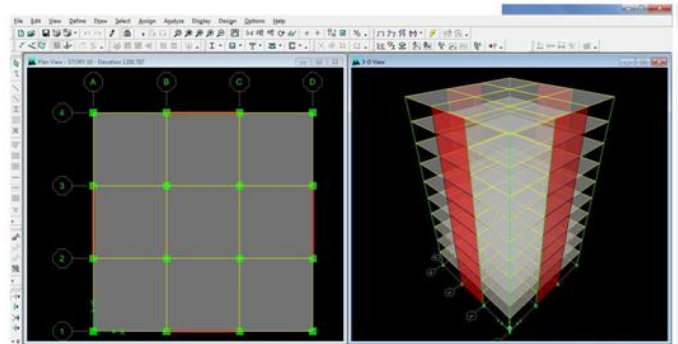 File Edit View Define Draw Select Assign Analyze Display Design Options Help
Plan View - STORY 10 - Elevation 1200.787
3-D View
A B C D
4
3
2
1